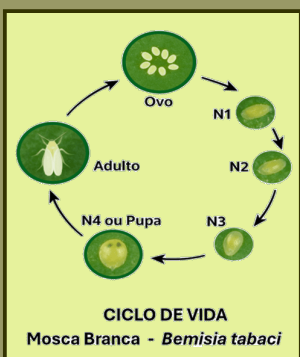 Ovo
N1
N2
N3
N4 ou Pupa
Adulto
CICLO DE VIDA
Mosca Branca - Bemisia tabaci